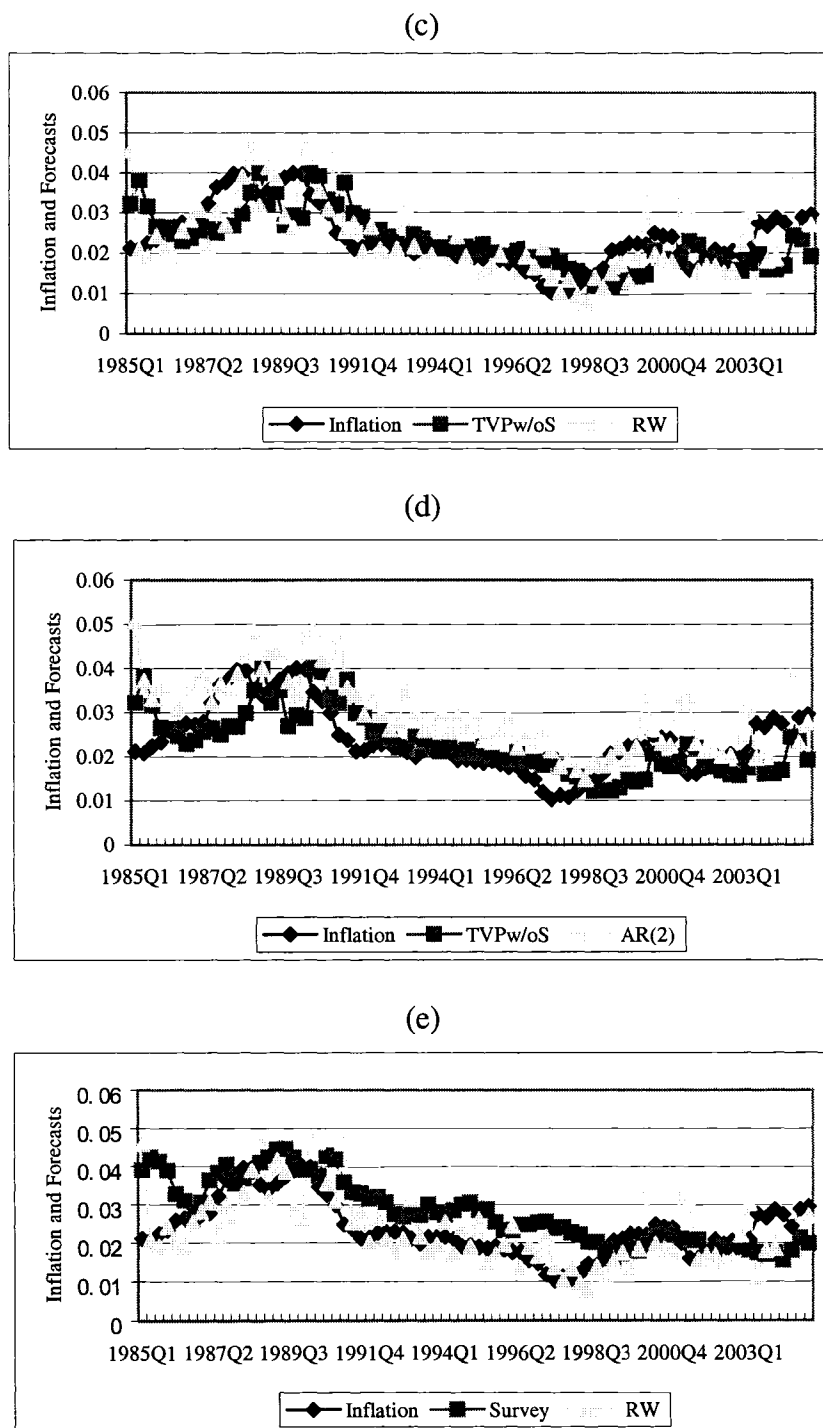 (c)
Inflation and Forecasts
0.06
0.05
0.04
0.03
0.02
0.01
0
1985Q1 1987Q2 1989Q3 1991Q4 1994Q1 1996Q2 1998Q3 2000Q4 2003Q1
Inflation TVPw/oS RW
(d)
Inflation and Forecasts
0.06
0.05
0.04
0.03
0.02
0.01
0
1985Q1 1987Q2 1989Q3 1991Q4 1994Q1 1996Q2 1998Q3 2000Q4 2003Q1
Inflation TVPw/oS AR(2)
(e)
Inflation and Forecasts
0.06
0.05
0.04
0.03
0.02
0.01
0
1985Q1 1987Q2 1989Q3 1991Q4 1994Q1 1996Q2 1998Q3 2000Q4 2003Q1
Inflation Survey RW